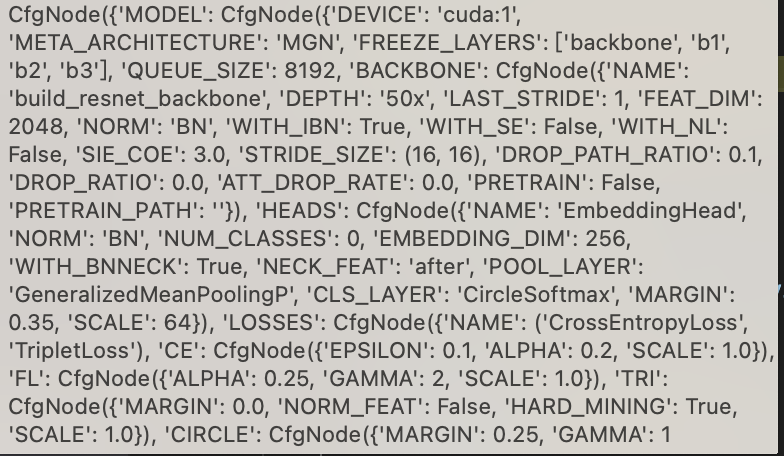 CfgNode({'MODEL': CfgNode({'DEVICE': 'cuda:1',
'META_ARCHITECTURE': 'MGN', 'FREEZE_LAYERS': ['backbone', 'b1',
'b2', 'b3'], 'QUEUE_SIZE': 8192, 'BACKBONE': CfgNode({'NAME':
'build_resnet_backbone', 'DEPTH': '50x', 'LAST_STRIDE': 1, 'FEAT_DIM':
2048, 'NORM': 'BN', 'WITH_IBN': True, 'WITH_SE': False, 'WITH_NL':
False, 'SIE_COE': 3.0, 'STRIDE_SIZE': (16, 16), 'DROP_PATH_RATIO': 0.1,
'DROP_RATIO': 0.0, 'ATT_DROP_RATE': 0.0, 'PRETRAIN': False,
'PRETRAIN_PATH': ''}), 'HEADS': CfgNode({'NAME': 'EmbeddingHead',
'NORM': 'BN', 'NUM_CLASSES': 0, 'EMBEDDING_DIM': 256,
'WITH_BNNECK': True, 'NECK_FEAT': 'after', 'POOL_LAYER':
'GeneralizedMeanPoolingP', 'CLS_LAYER': 'CircleSoftmax', 'MARGIN':
0.35, 'SCALE': 64}), 'LOSSES': CfgNode({'NAME': ('CrossEntropyLoss',
'TripletLoss'), 'CE': CfgNode({'EPSILON': 0.1, 'ALPHA': 0.2, 'SCALE': 1.0}),
'FL': CfgNode({'ALPHA': 0.25, 'GAMMA': 2, 'SCALE': 1.0}), 'TRI':
CfgNode({'MARGIN': 0.0, 'NORM_FEAT': False, 'HARD_MINING': True,
'SCALE': 1.0}), 'CIRCLE': CfgNode({'MARGIN': 0.25, 'GAMMA': 1